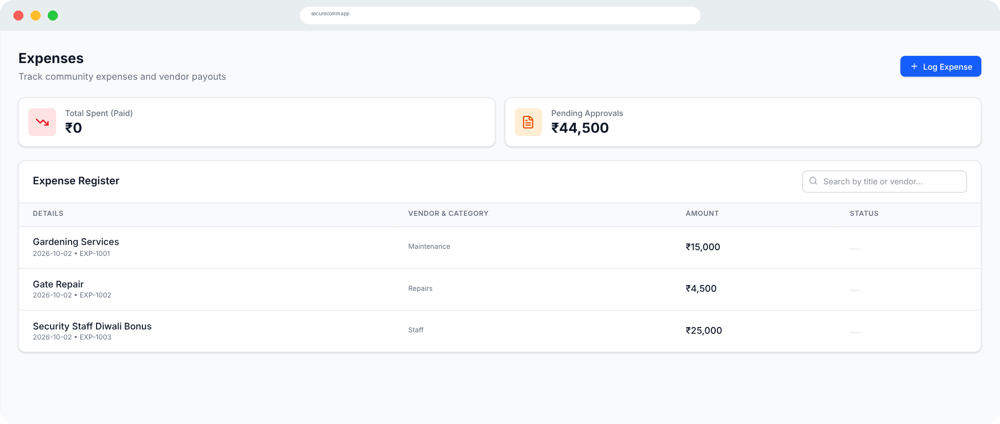 securecomm.app
Expenses
Track community expenses and vendor payouts
+ Log Expense
Total Spent (Paid)
₹0
Pending Approvals
₹44,500
Expense Register
Search by title or vendor...
DETAILS VENDOR & CATEGORY AMOUNT STATUS
Gardening Services
2026-10-02 • EXP-1001
Maintenance
₹15,000
Gate Repair
2026-10-02 • EXP-1002
Repairs
₹4,500
Security Staff Diwali Bonus
2026-10-02 • EXP-1003
Staff
₹25,000